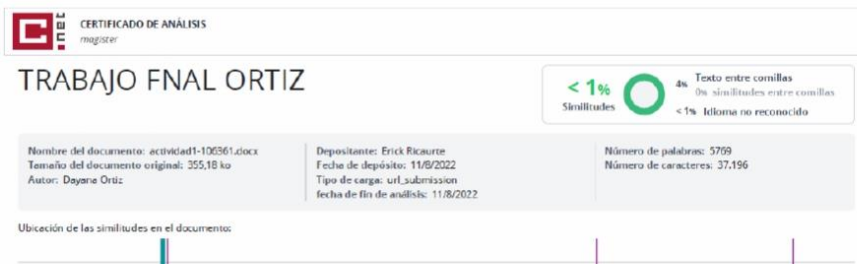 .net
CERTIFICADO DE ANÁLISIS
magister
TRABAJO FNAL ORTIZ
< 1%
Similitudes
4% Texto entre comillas
0% similitudes entre comillas
< 1% Idioma no reconocido
Nombre del documento: actividad1-106361.docx
Tamaño del documento original: 355,18 ko
Autor: Dayana Ortiz
Depositante: Erick Ricaurte
Fecha de depósito: 11/8/2022
Tipo de carga: url_submission
fecha de fin de análisis: 11/8/2022
Número de palabras: 5769
Número de caracteres: 37.196
Ubicación de las similitudes en el documento: